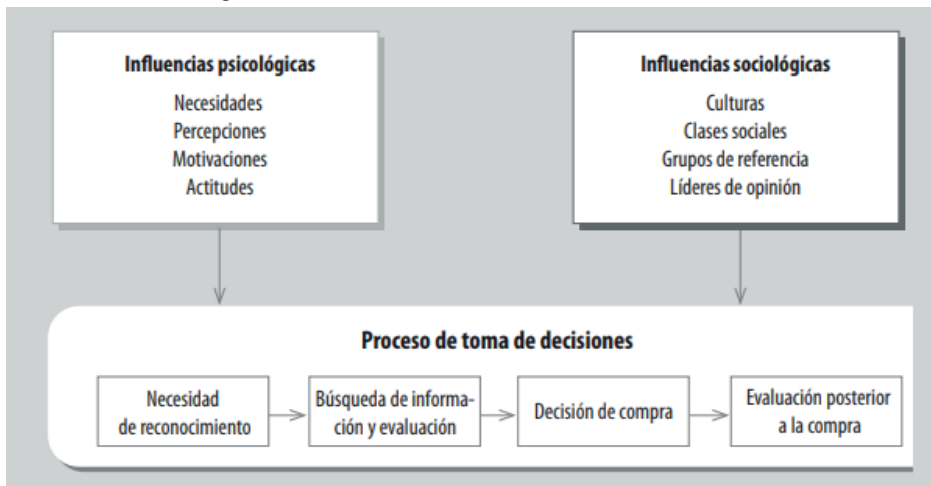 Influencias psicológicas
Necesidades
Percepciones
Motivaciones
Actitudes
Influencias sociológicas
Culturas
Clases sociales
Grupos de referencia
Líderes de opinión
Proceso de toma de decisiones
Necesidad
de reconocimiento
Búsqueda de informa-
ción y evaluación
Decisión de compra
Evaluación posterior
a la compra